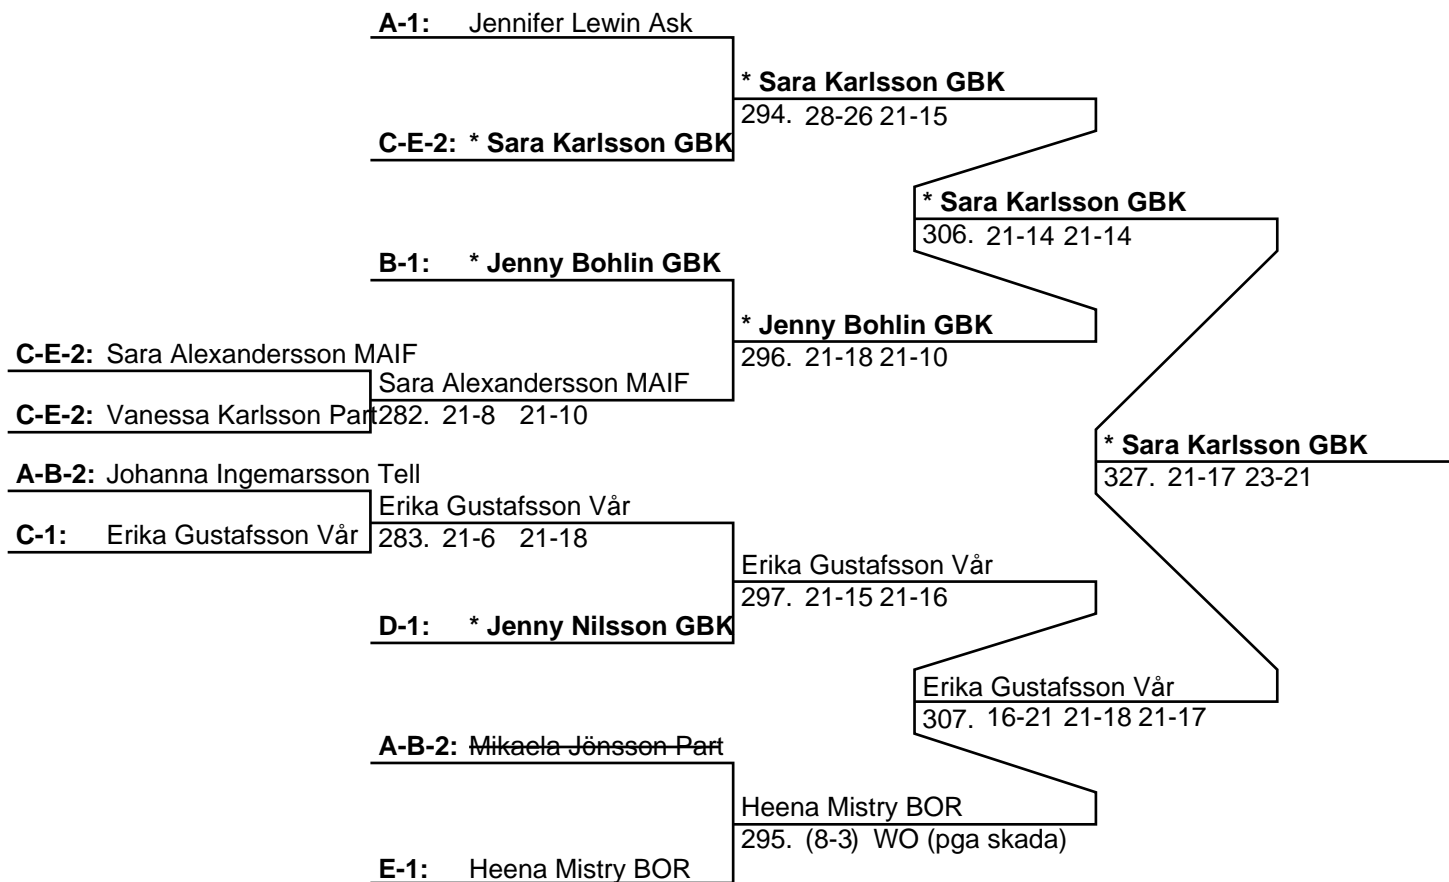 A-1: Jennifer Lewin Ask
* Sara Karlsson GBK
294. 28-26 21-15
C-E-2: * Sara Karlsson GBK
* Sara Karlsson GBK
306. 21-14 21-14
B-1: * Jenny Bohlin GBK
* Jenny Bohlin GBK
296. 21-18 21-10
C-E-2: Sara Alexandersson MAIF
Sara Alexandersson MAIF
282. 21-8 21-10
C-E-2: Vanessa Karlsson Part
* Sara Karlsson GBK
327. 21-17 23-21
A-B-2: Johanna Ingemarsson Tell
Erika Gustafsson Vår
283. 21-6 21-18
C-1: Erika Gustafsson Vår
Erika Gustafsson Vår
297. 21-15 21-16
D-1: * Jenny Nilsson GBK
Erika Gustafsson Vår
307. 16-21 21-18 21-17
A-B-2: Mikaela Jönsson Part
Heena Mistry BOR
295. (8-3) WO (pga skada)
E-1: Heena Mistry BOR